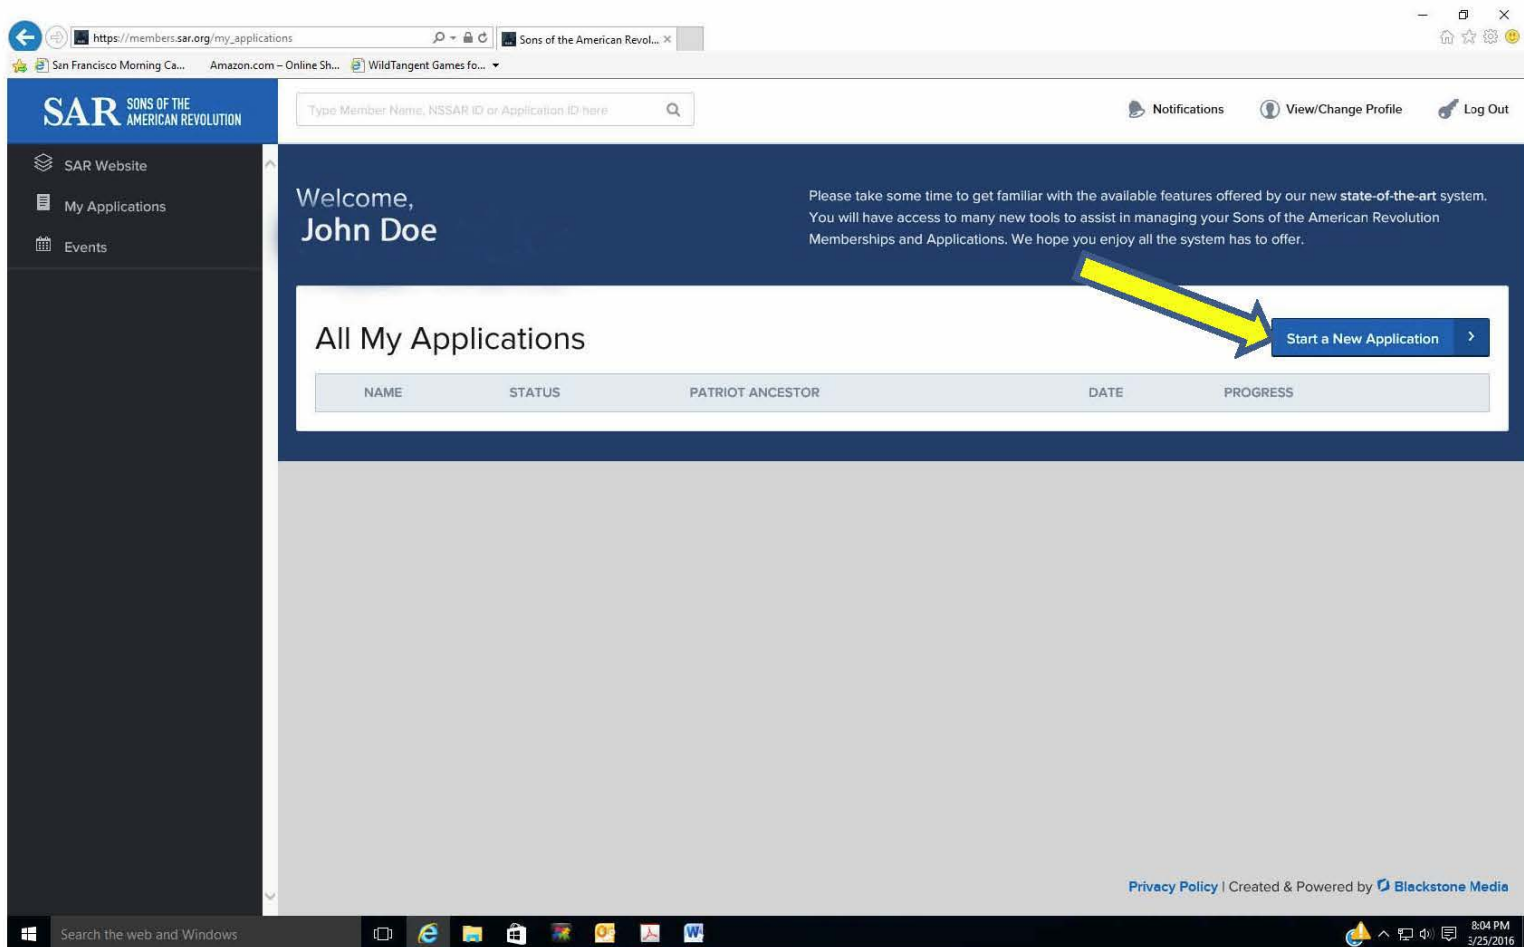 https://members.sar.org/my_applications
Sons of the American Revol...
San Francisco Morning Ca...
Amazon.com – Online Sh...
WildTangent Games fo...
SAR SONS OF THE
AMERICAN REVOLUTION
Type Member Name, NSSAR ID or Application ID here
Notifications
View/Change Profile
Log Out
SAR Website
My Applications
Events
Welcome,
John Doe
Please take some time to get familiar with the available features offered by our new state-of-the-art system.
You will have access to many new tools to assist in managing your Sons of the American Revolution
Memberships and Applications. We hope you enjoy all the system has to offer.
All My Applications
Start a New Application
NAME STATUS PATRIOT ANCESTOR DATE PROGRESS
Privacy Policy | Created & Powered by Blackstone Media
Search the web and Windows
8:04 PM
3/25/2016